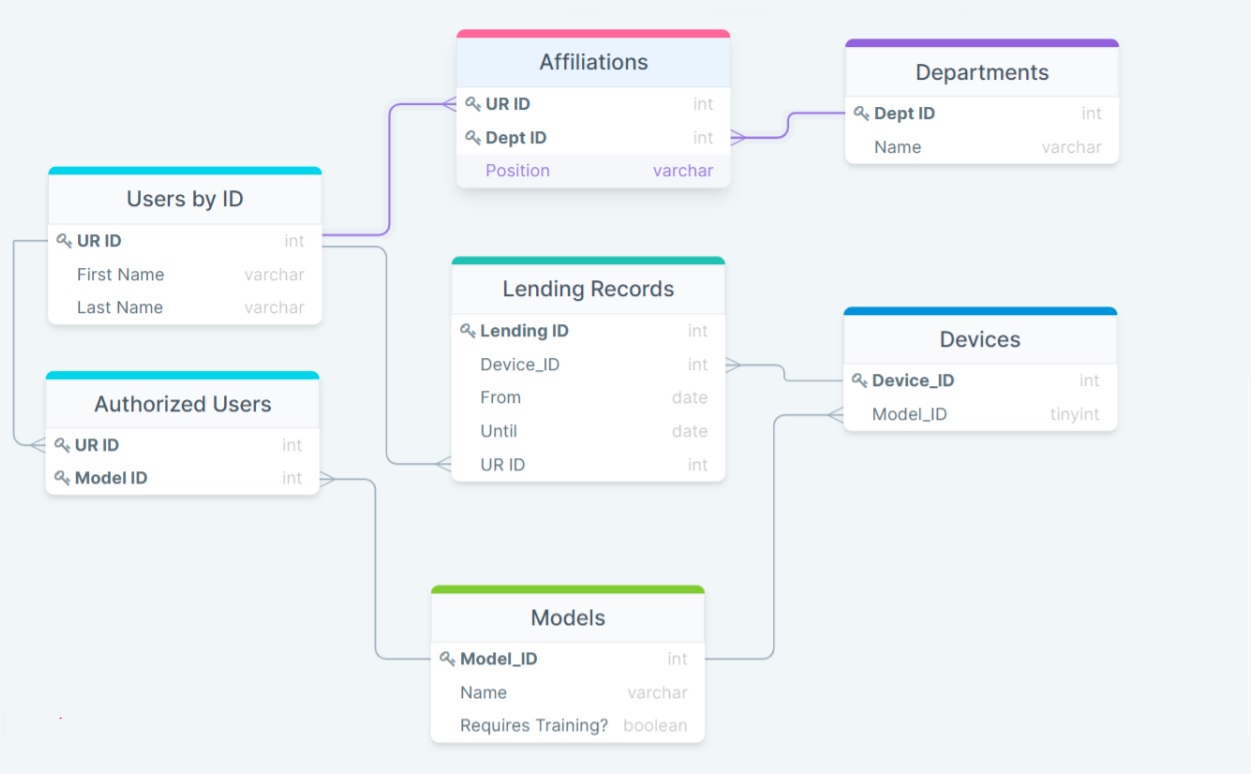 Affiliations
UR ID int
Dept ID int
Position varchar
Departments
Dept ID int
Name varchar
Users by ID
UR ID int
First Name varchar
Last Name varchar
Lending Records
Lending ID int
Device_ID int
From date
Until date
UR ID int
Devices
Device_ID int
Model_ID tinyint
Authorized Users
UR ID int
Model ID int
Models
Model_ID int
Name varchar
Requires Training? boolean